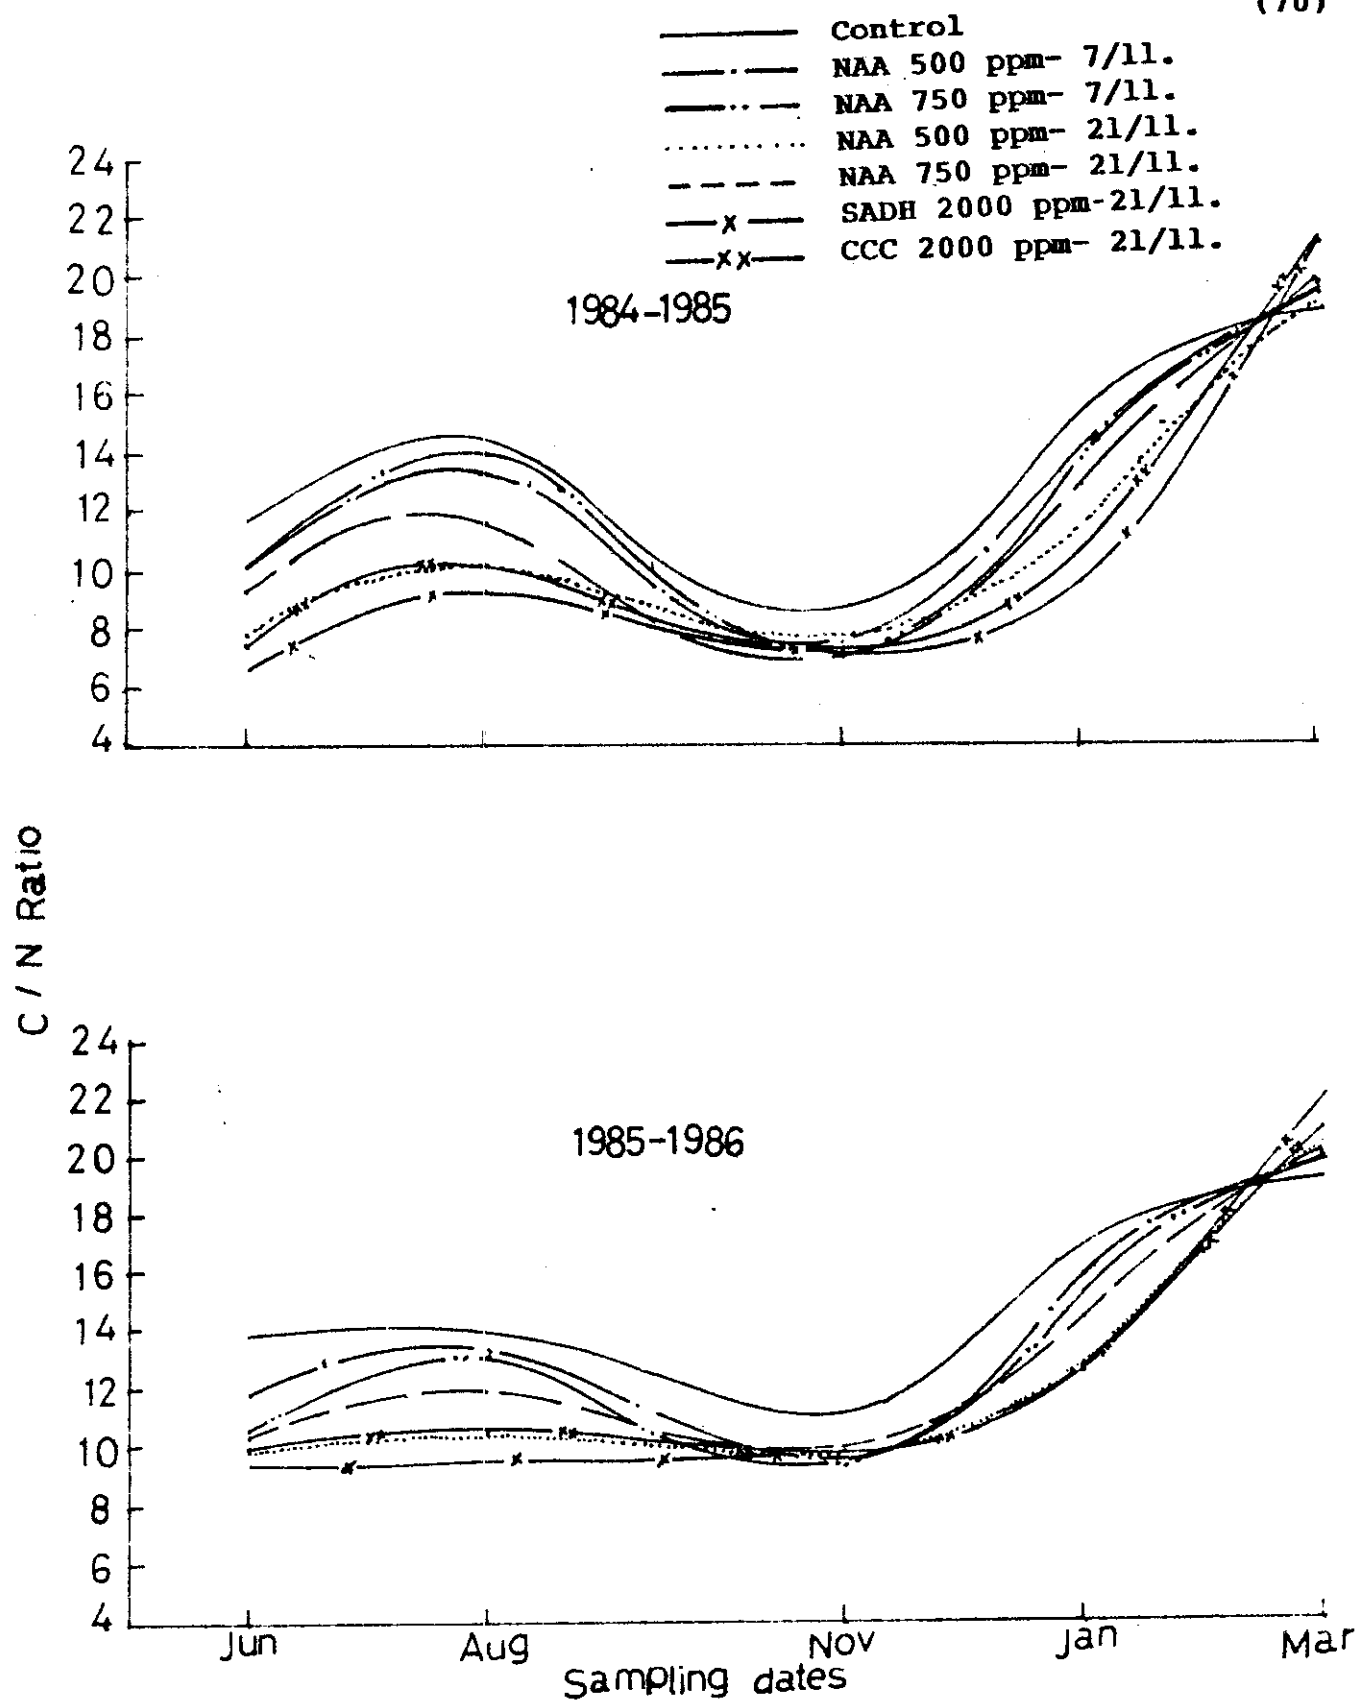 (70)
Control
NAA 500 ppm- 7/11.
NAA 750 ppm- 7/11.
NAA 500 ppm- 21/11.
NAA 750 ppm- 21/11.
SADH 2000 ppm-21/11.
CCC 2000 ppm- 21/11.
24
22
20
18
16
14
12
10
8
6
4
1984-1985
C / N Ratio
24
22
20
18
16
14
12
10
8
6
4
1985-1986
Jun Aug Nov Jan Mar
Sampling dates